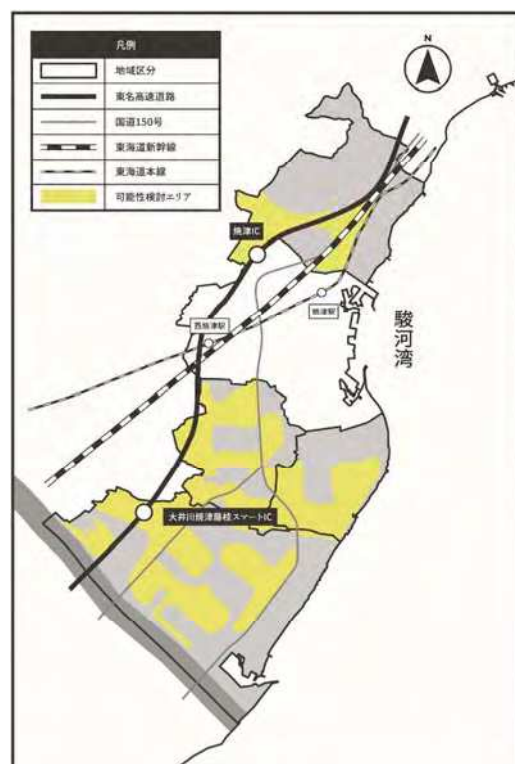 凡例
地域区分
東名高速道路
国道150号
東海道新幹線
東海道本線
可能性検討エリア
N
焼津IC
焼津駅
西焼津駅
駿河湾
大井川焼津藤枝スマートIC